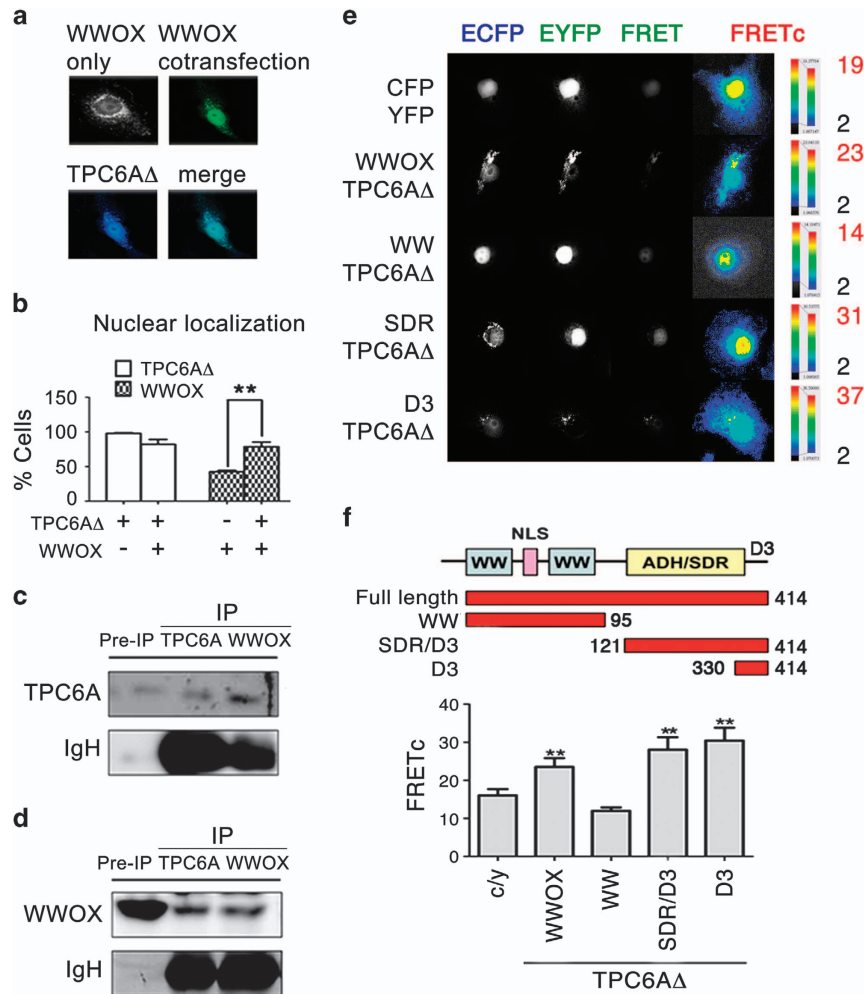 a
WWOX only
WWOX cotransfection
TPC6AΔ
merge
b
Nuclear localization
TPC6AΔ
WWOX
**
% Cells
150
100
50
0
TPC6AΔ + + - +
WWOX - + + +
c
IP
Pre-IP TPC6A WWOX
TPC6A
IgH
d
IP
Pre-IP TPC6A WWOX
WWOX
IgH
e
ECFP EYFP FRET FRETc
CFP
YFP
19
2
WWOX
TPC6AΔ
23
2
WW
TPC6AΔ
14
2
SDR
TPC6AΔ
31
2
D3
TPC6AΔ
37
2
f
NLS
D3
WW WW ADH/SDR
Full length 414
WW 95
SDR/D3 121 414
D3 330 414
FRETc
40
30
20
10
0
** ** **
c/y WWOX WW SDR/D3 D3
TPC6AΔ